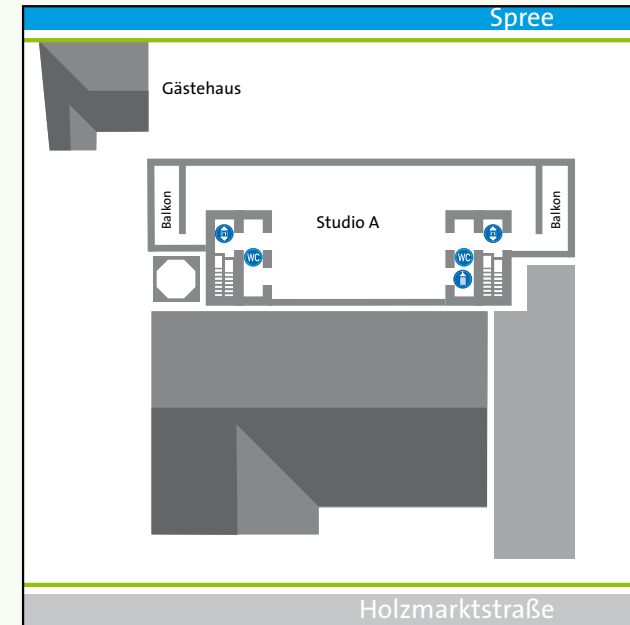 Spree
Gästehaus
Balkon
Studio A
Balkon
WC
WC
Holzmarktstraße